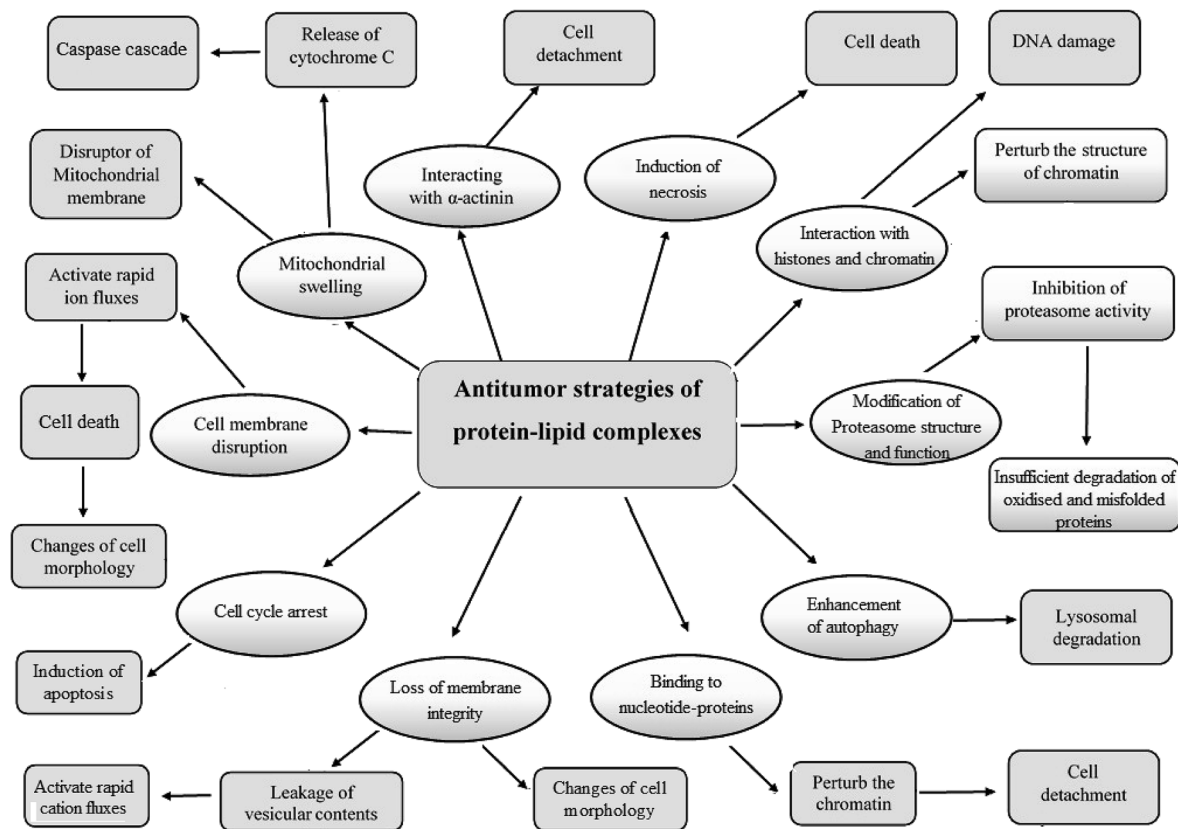 Caspase cascade
Release of
cytochrome C
Cell
detachment
Cell death
DNA damage
Disruptor of
Mitochondrial
membrane
Interacting
with α-actinin
Induction of
necrosis
Perturb the structure
of chromatin
Interaction with
histones and chromatin
Mitochondrial
swelling
Activate rapid
ion fluxes
Inhibition of
proteasome activity
Antitumor strategies of
protein-lipid complexes
Cell death
Cell membrane
disruption
Modification of
Proteasome structure
and function
Insufficient degradation of
oxidised and misfolded
proteins
Changes of cell
morphology
Cell cycle arrest
Enhancement
of autophagy
Lysosomal
degradation
Induction of
apoptosis
Loss of membrane
integrity
Binding to
nucleotide-proteins
Activate rapid
cation fluxes
Leakage of
vesicular contents
Changes of cell
morphology
Perturb the
chromatin
Cell
detachment